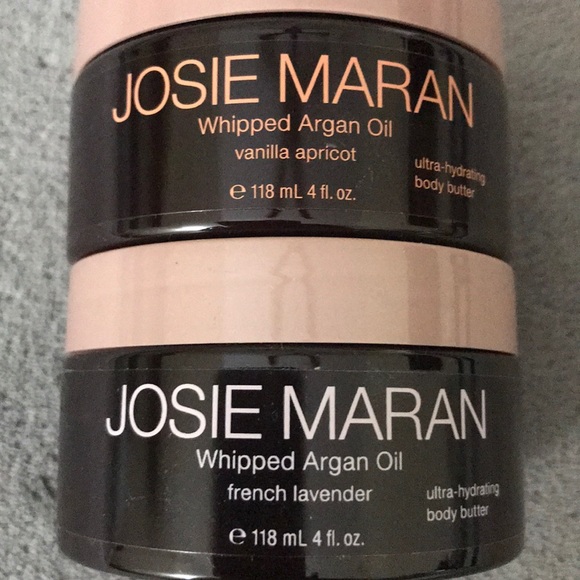 JOSIE MARAN
Whipped Argan Oil
vanilla apricot
ultra-hydrating
body butter
℮ 118 mL 4 fl. oz.
JOSIE MARAN
Whipped Argan Oil
french lavender
ultra-hydrating
body butter
℮ 118 mL 4 fl. oz.